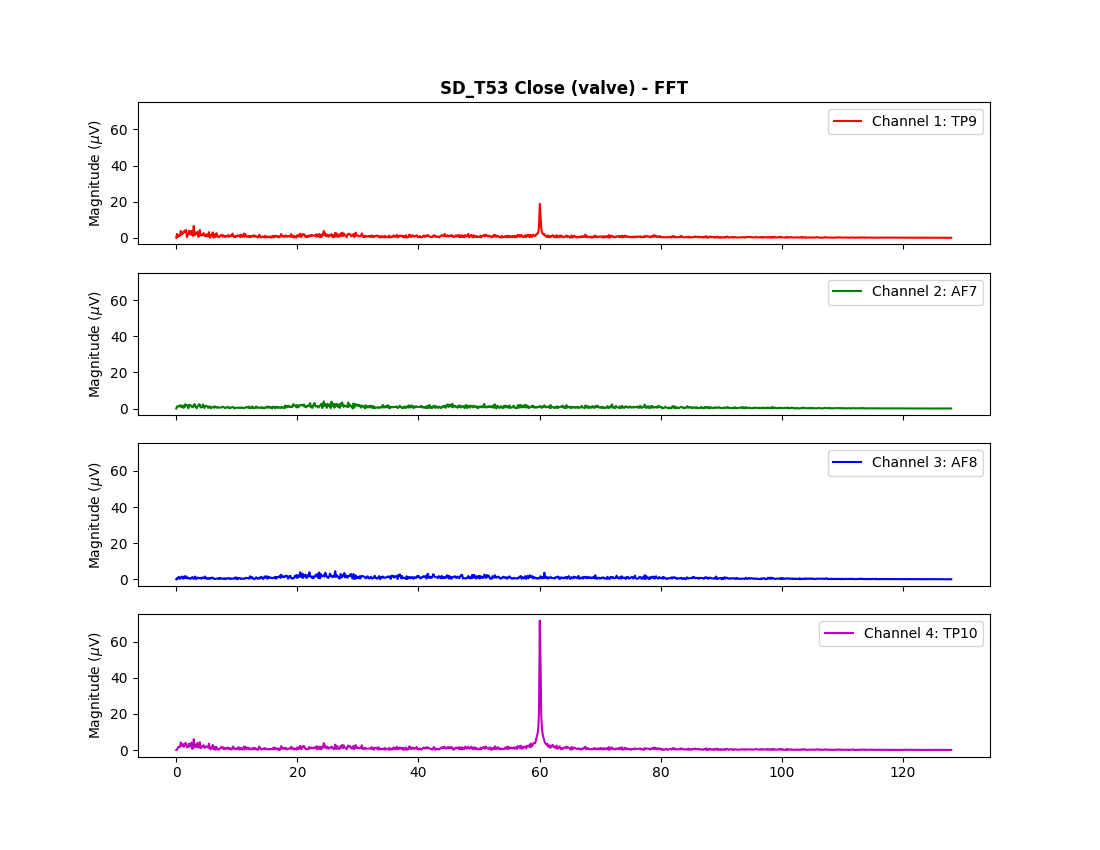 SD_T53 Close (valve) - FFT
Magnitude (µV)
60
40
20
0
Channel 1: TP9
Magnitude (µV)
60
40
20
0
Channel 2: AF7
Magnitude (µV)
60
40
20
0
Channel 3: AF8
Magnitude (µV)
60
40
20
0
Channel 4: TP10
0 20 40 60 80 100 120